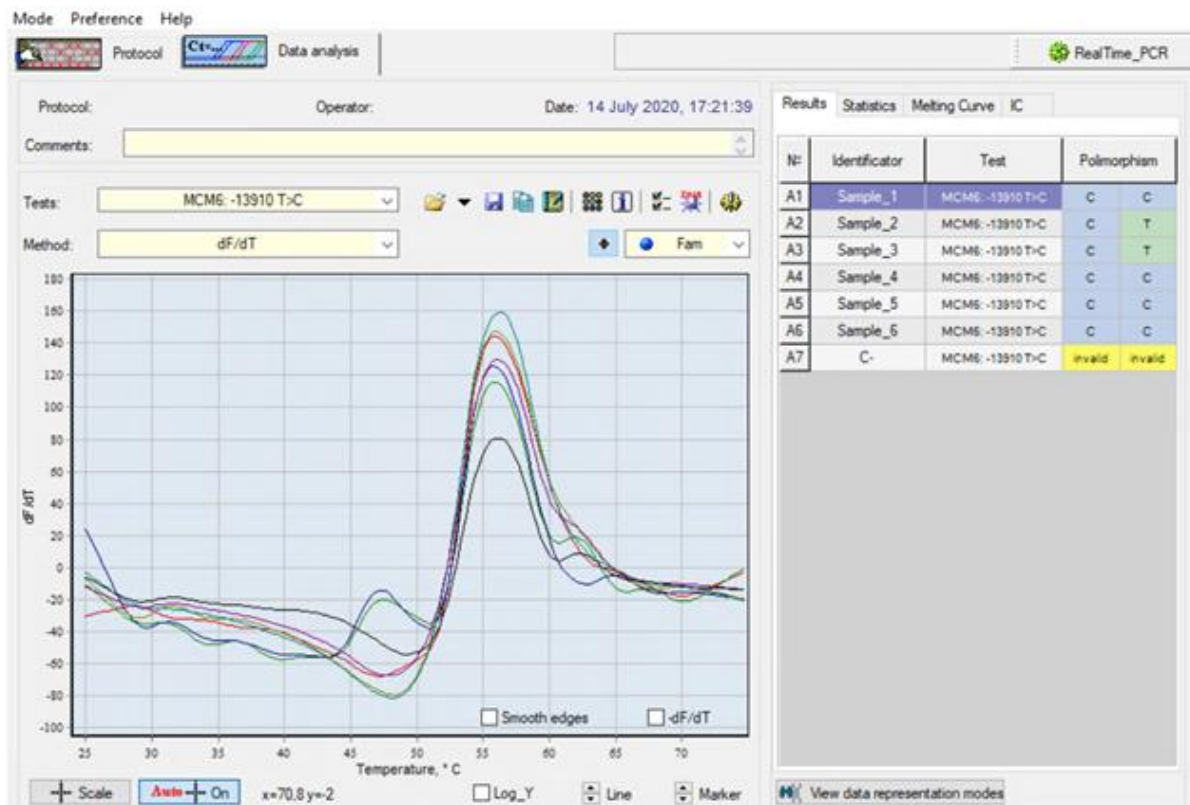 Mode Preference Help
Ct=... Protocol Data analysis RealTime_PCR
Protocol: Operator: Date: 14 July 2020, 17:21:39
Comments:
Tests: MCM6: -13910 T>C
Method: dF/dT Fam
180
160
140
120
100
80
60
40
20
0
-20
-40
-60
-80
-100
dF/dT
Smooth edges -dF/dT
25 30 35 40 45 50 55 60 65 70
Temperature, ° C
Scale Auto On x=70,8 y=-2 Log_Y Line Marker
Results Statistics Melting Curve IC
№ Identificator Test Polmorphism
A1 Sample_1 MCM6: -13910 T>C C C
A2 Sample_2 MCM6: -13910 T>C C T
A3 Sample_3 MCM6: -13910 T>C C T
A4 Sample_4 MCM6: -13910 T>C C C
A5 Sample_5 MCM6: -13910 T>C C C
A6 Sample_6 MCM6: -13910 T>C C C
A7 C- MCM6: -13910 T>C invalid invalid
View data representation modes